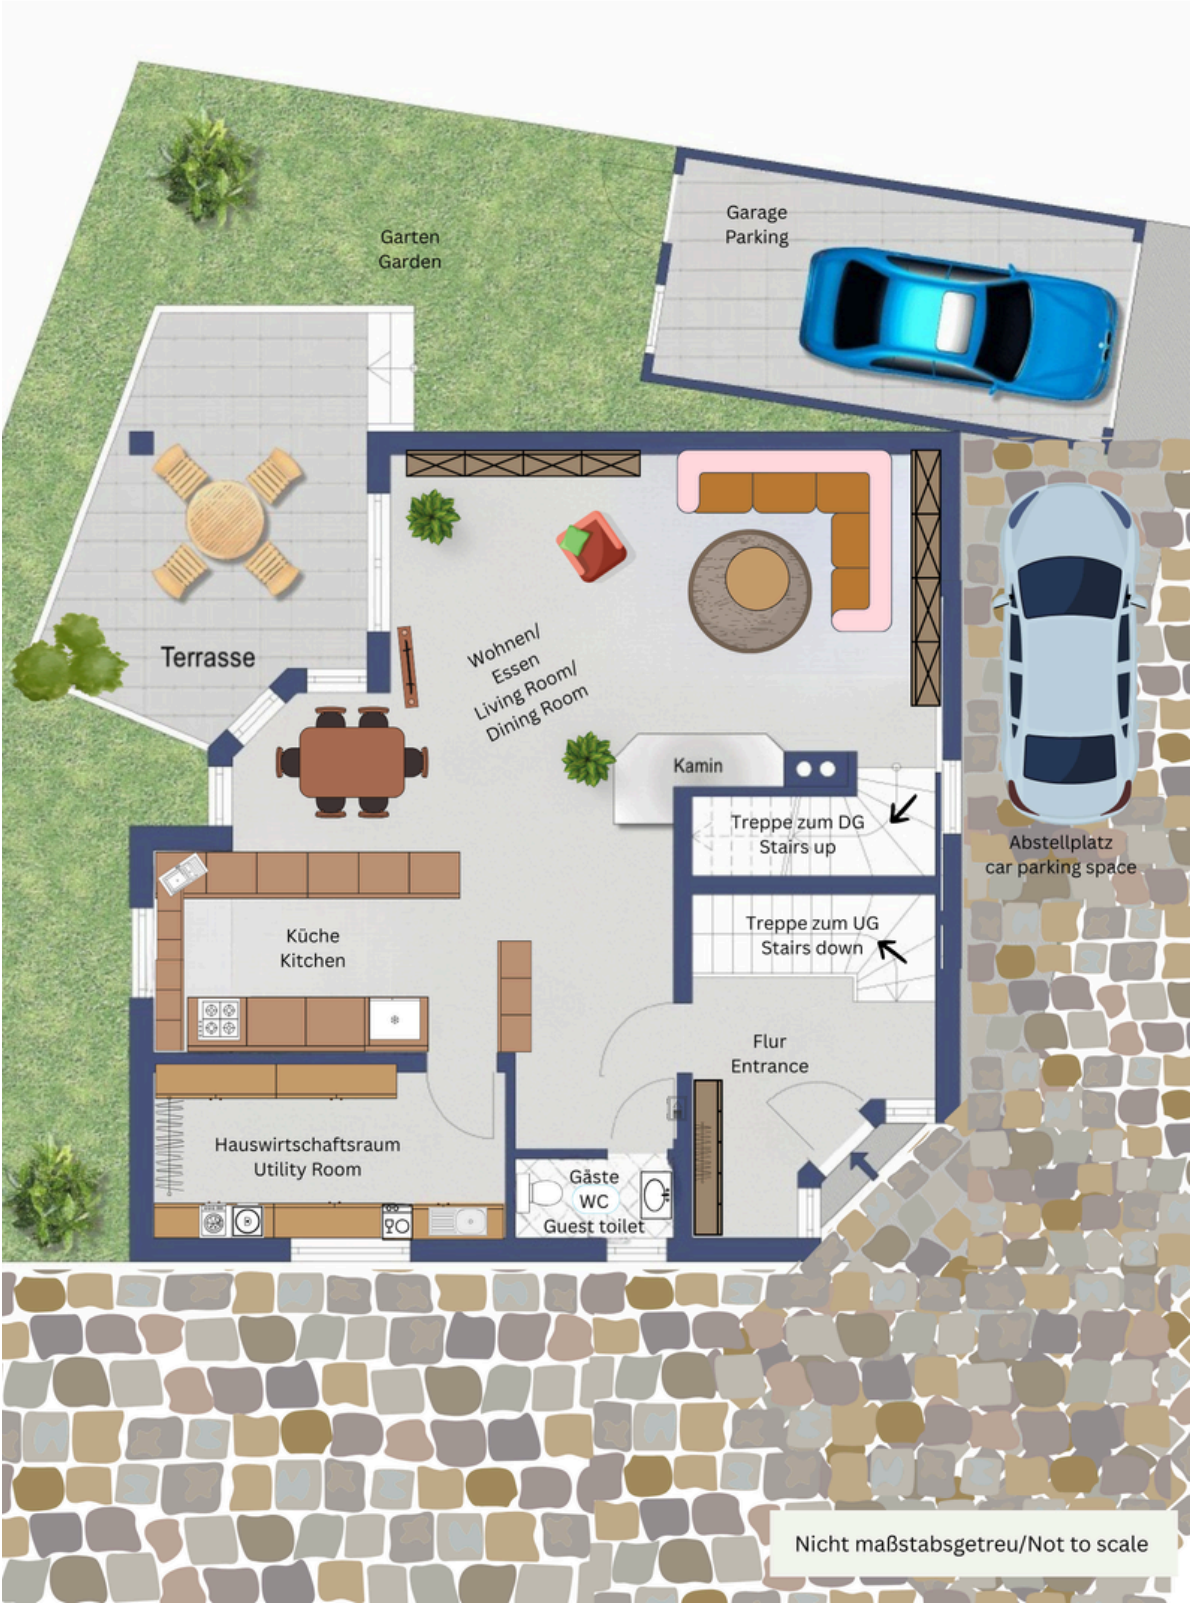 Garage
Parking
Garten
Garden
Terrasse
Wohnen/
Essen
Living Room/
Dining Room
Kamin
Treppe zum DG
Stairs up
Abstellplatz
car parking space
Treppe zum UG
Stairs down
Küche
Kitchen
Flur
Entrance
Hauswirtschaftsraum
Utility Room
Gäste
WC
Guest toilet
Nicht maßstabsgetreu/Not to scale